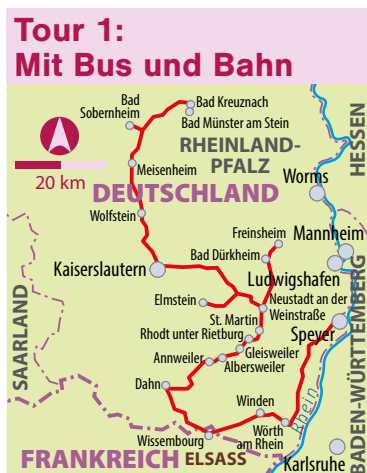 Tour 1:
Mit Bus und Bahn
Bad
Sobernheim
Bad Kreuznach
Bad Münster am Stein
RHEINLAND-
PFALZ
HESSEN
20 km
Meisenheim
Worms
DEUTSCHLAND
Wolfstein
Freinsheim
Mannheim
Bad Dürkheim
Kaiserslautern
Ludwigshafen
Elmstein
Neustadt an der
Weinstraße
SAARLAND
St. Martin
Speyer
Rhodt unter Rietburg
BADEN-WÜRTTEMBERG
Gleisweiler
Annweiler
Albersweiler
Dahn
Winden
Rhein
Wörth
am Rhein
Wissembourg
FRANKREICH
ELSASS
Karlsruhe